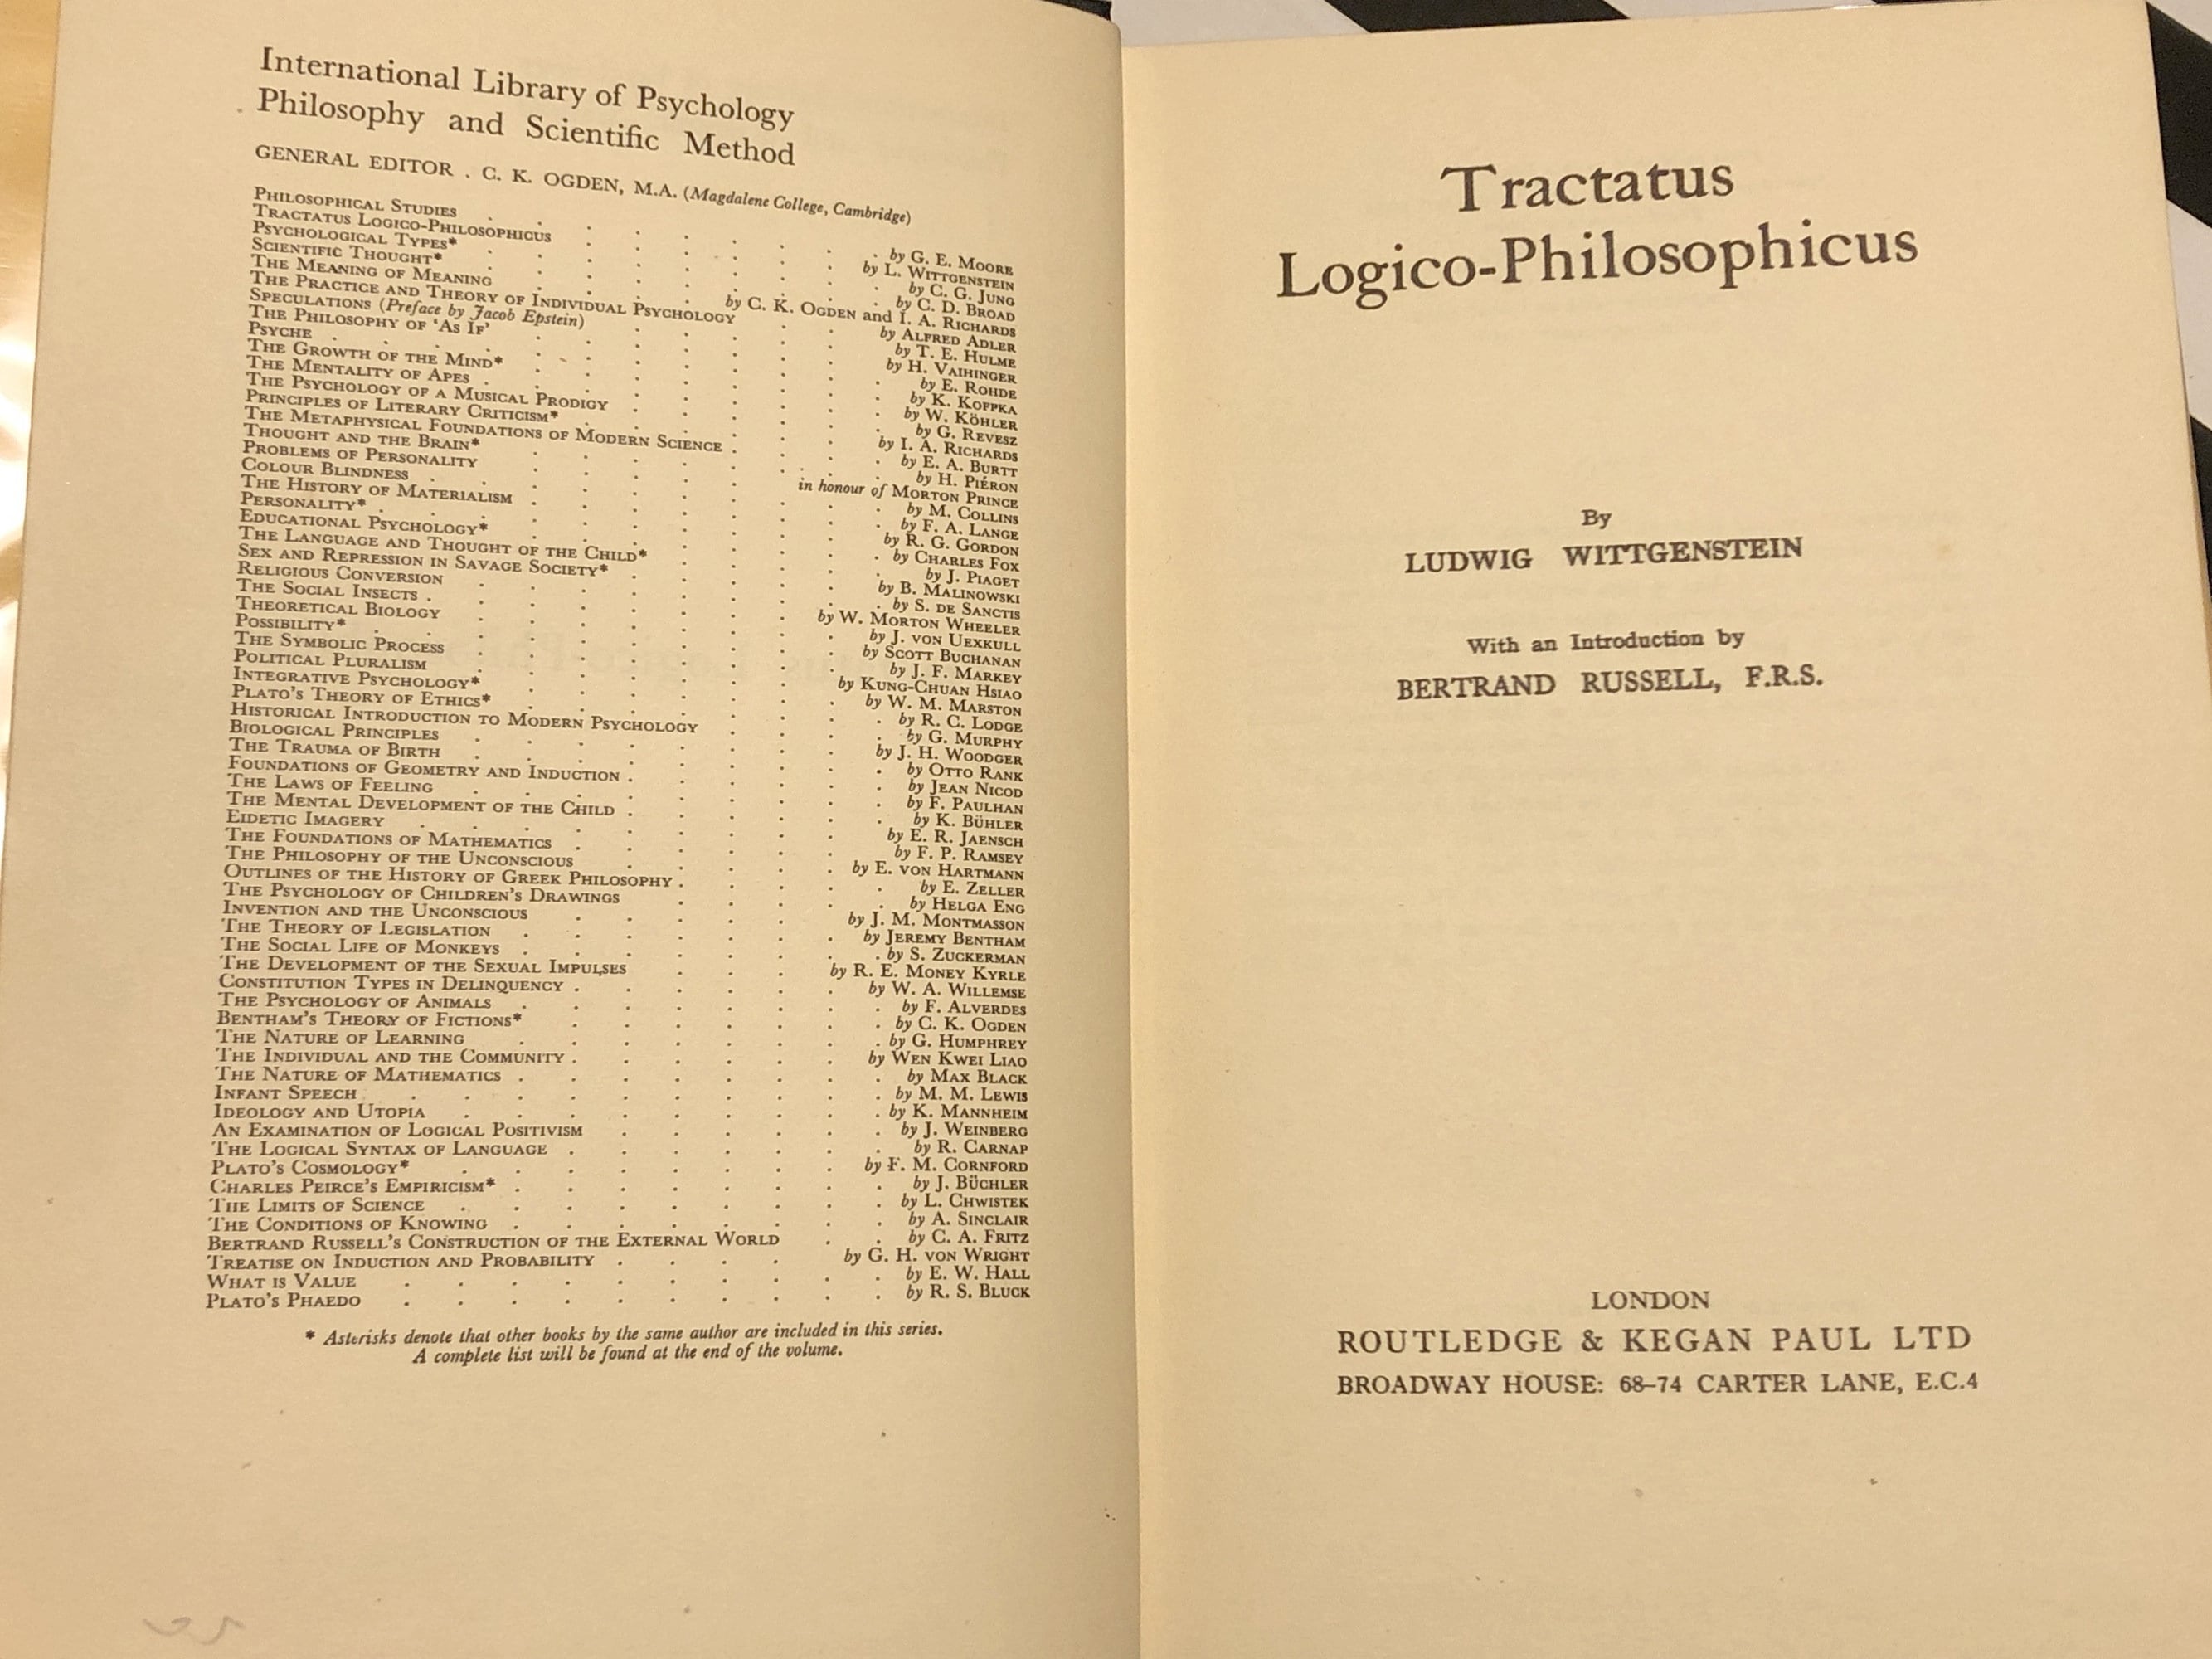 International Library of Psychology
Philosophy and Scientific Method
GENERAL EDITOR . C. K. OGDEN, M.A. (Magdalene College, Cambridge)
PHILOSOPHICAL STUDIES . . . . . . . . by G. E. MOORE
TRACTATUS LOGICO-PHILOSOPHICUS . . . . . . by L. WITTGENSTEIN
PSYCHOLOGICAL TYPES* . . . . . . . . by C. G. JUNG
SCIENTIFIC THOUGHT* . . . . . . . . by C. D. BROAD
THE MEANING OF MEANING . . . . . by C. K. OGDEN and I. A. RICHARDS
THE PRACTICE AND THEORY OF INDIVIDUAL PSYCHOLOGY . . by ALFRED ADLER
SPECULATIONS (Preface by Jacob Epstein) . . . . . by T. E. HULME
THE PHILOSOPHY OF ‘AS IF’ . . . . . . . by H. VAIHINGER
PSYCHE . . . . . . . . . . by E. ROHDE
THE GROWTH OF THE MIND* . . . . . . . . by K. KOFFKA
THE MENTALITY OF APES . . . . . . . . by W. KÖHLER
THE PSYCHOLOGY OF A MUSICAL PRODIGY . . . . . . by G. REVESZ
PRINCIPLES OF LITERARY CRITICISM* . . . . . . by I. A. RICHARDS
THE METAPHYSICAL FOUNDATIONS OF MODERN SCIENCE . . . . by E. A. BURTT
THOUGHT AND THE BRAIN* . . . . . . . . by H. PIÉRON
PROBLEMS OF PERSONALITY . . . . . in honour of MORTON PRINCE
COLOUR BLINDNESS . . . . . . . . by M. COLLINS
THE HISTORY OF MATERIALISM . . . . . . . by F. A. LANGE
PERSONALITY* . . . . . . . . . by R. G. GORDON
EDUCATIONAL PSYCHOLOGY* . . . . . . . by CHARLES FOX
THE LANGUAGE AND THOUGHT OF THE CHILD* . . . . . by J. PIAGET
SEX AND REPRESSION IN SAVAGE SOCIETY* . . . . by B. MALINOWSKI
RELIGIOUS CONVERSION . . . . . . . by S. DE SANCTIS
THE SOCIAL INSECTS . . . . . . . by W. MORTON WHEELER
THEORETICAL BIOLOGY . . . . . . . by J. VON UEXKULL
POSSIBILITY* . . . . . . . . by SCOTT BUCHANAN
THE SYMBOLIC PROCESS . . . . . . . by J. F. MARKEY
POLITICAL PLURALISM . . . . . . . by KUNG-CHUAN HSIAO
INTEGRATIVE PSYCHOLOGY* . . . . . . . by W. M. MARSTON
PLATO’S THEORY OF ETHICS* . . . . . . . by R. C. LODGE
HISTORICAL INTRODUCTION TO MODERN PSYCHOLOGY . . . by G. MURPHY
BIOLOGICAL PRINCIPLES . . . . . . . by J. H. WOODGER
THE TRAUMA OF BIRTH . . . . . . . . by OTTO RANK
FOUNDATIONS OF GEOMETRY AND INDUCTION . . . . . by JEAN NICOD
THE LAWS OF FEELING . . . . . . . . by F. PAULHAN
THE MENTAL DEVELOPMENT OF THE CHILD . . . . . . by K. BÜHLER
EIDETIC IMAGERY . . . . . . . . by E. R. JAENSCH
THE FOUNDATIONS OF MATHEMATICS . . . . . . by F. P. RAMSEY
THE PHILOSOPHY OF THE UNCONSCIOUS . . . . . by E. VON HARTMANN
OUTLINES OF THE HISTORY OF GREEK PHILOSOPHY . . . . . by E. ZELLER
THE PSYCHOLOGY OF CHILDREN’S DRAWINGS . . . . . by HELGA ENG
INVENTION AND THE UNCONSCIOUS . . . . . by J. M. MONTMASSON
THE THEORY OF LEGISLATION . . . . . . . by JEREMY BENTHAM
THE SOCIAL LIFE OF MONKEYS . . . . . . . by S. ZUCKERMAN
THE DEVELOPMENT OF THE SEXUAL IMPULSES . . . by R. E. MONEY KYRLE
CONSTITUTION TYPES IN DELINQUENCY . . . . . . by W. A. WILLEMSE
THE PSYCHOLOGY OF ANIMALS . . . . . . . . by F. ALVERDES
BENTHAM’S THEORY OF FICTIONS* . . . . . . . by C. K. OGDEN
THE NATURE OF LEARNING . . . . . . . . by G. HUMPHREY
THE INDIVIDUAL AND THE COMMUNITY . . . . . . by WEN KWEI LIAO
THE NATURE OF MATHEMATICS . . . . . . . . by MAX BLACK
INFANT SPEECH . . . . . . . . . . by M. M. LEWIS
IDEOLOGY AND UTOPIA . . . . . . . . . by K. MANNHEIM
AN EXAMINATION OF LOGICAL POSITIVISM . . . . . . by J. WEINBERG
THE LOGICAL SYNTAX OF LANGUAGE . . . . . . . by R. CARNAP
PLATO’S COSMOLOGY* . . . . . . . . by F. M. CORNFORD
CHARLES PEIRCE’S EMPIRICISM* . . . . . . . . by J. BÜCHLER
THE LIMITS OF SCIENCE . . . . . . . . . by L. CHWISTEK
THE CONDITIONS OF KNOWING . . . . . . . . by A. SINCLAIR
BERTRAND RUSSELL’S CONSTRUCTION OF THE EXTERNAL WORLD . . by C. A. FRITZ
TREATISE ON INDUCTION AND PROBABILITY . . . . by G. H. VON WRIGHT
WHAT IS VALUE . . . . . . . . . . by E. W. HALL
PLATO’S PHAEDO . . . . . . . . . . by R. S. BLUCK
* Asterisks denote that other books by the same author are included in this series.
A complete list will be found at the end of the volume.
Tractatus
Logico-Philosophicus
By
LUDWIG WITTGENSTEIN
With an Introduction by
BERTRAND RUSSELL, F.R.S.
LONDON
ROUTLEDGE & KEGAN PAUL LTD
BROADWAY HOUSE: 68–74 CARTER LANE, E.C.4